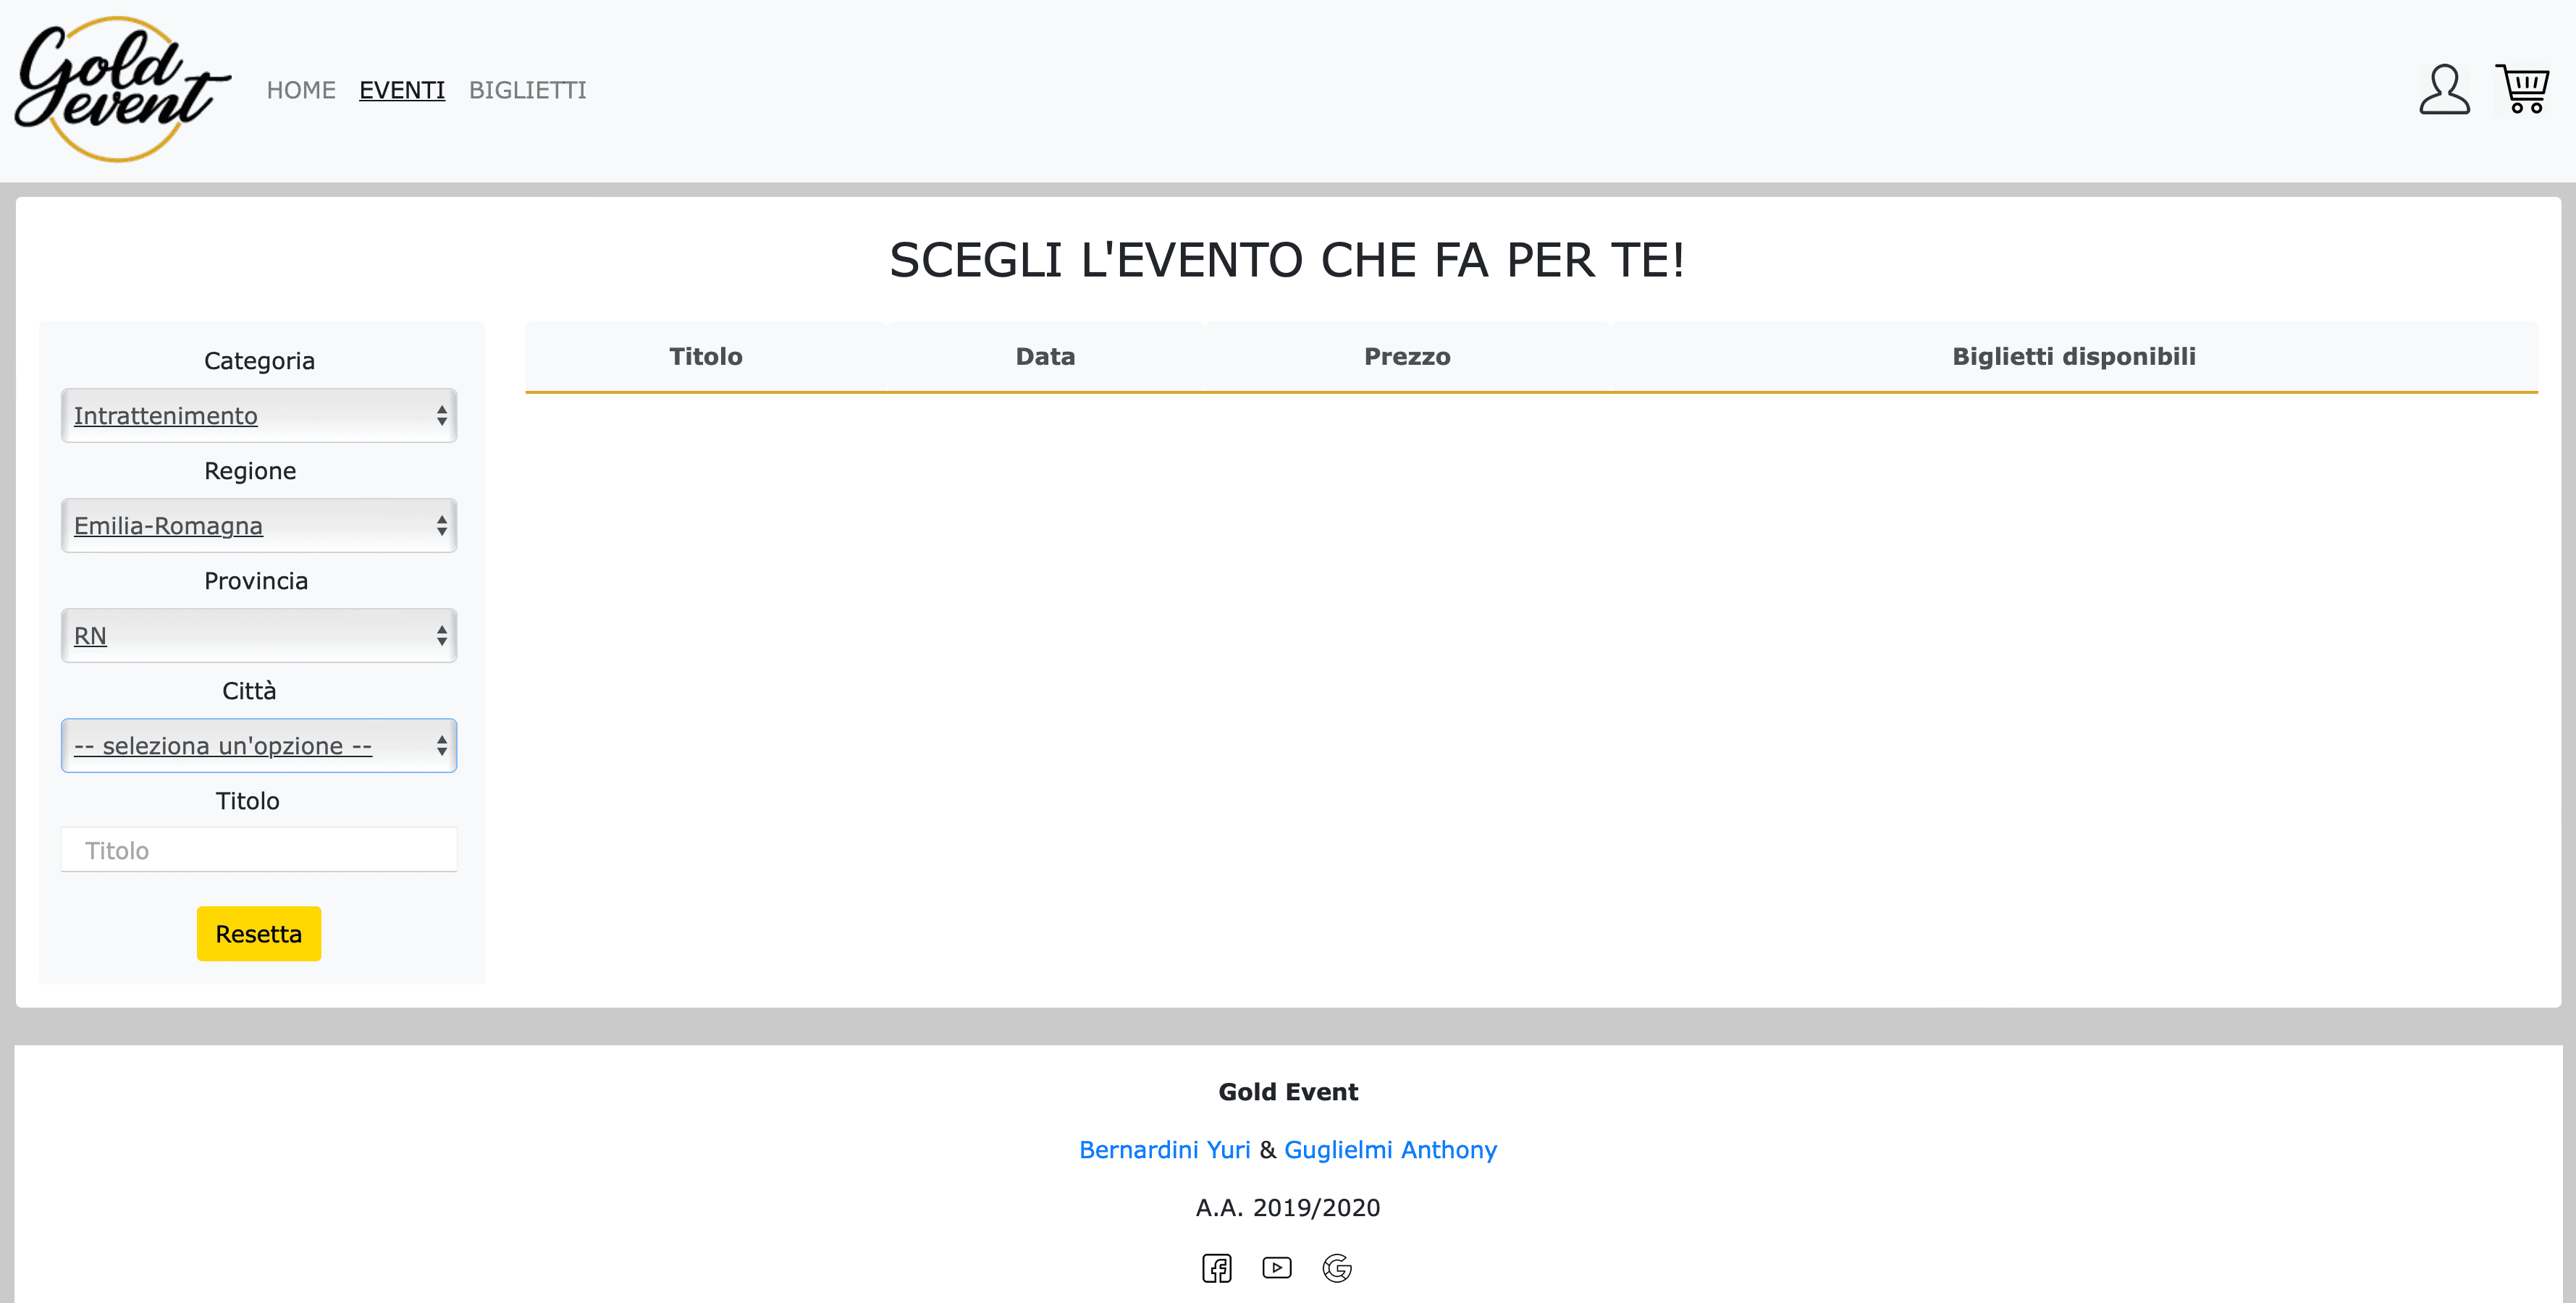 Gold event
HOME EVENTI BIGLIETTI
SCEGLI L'EVENTO CHE FA PER TE!
Categoria
Intrattenimento
Regione
Emilia-Romagna
Provincia
RN
Città
-- seleziona un'opzione --
Titolo
Titolo
Resetta
Titolo Data Prezzo Biglietti disponibili
Gold Event
Bernardini Yuri & Guglielmi Anthony
A.A. 2019/2020